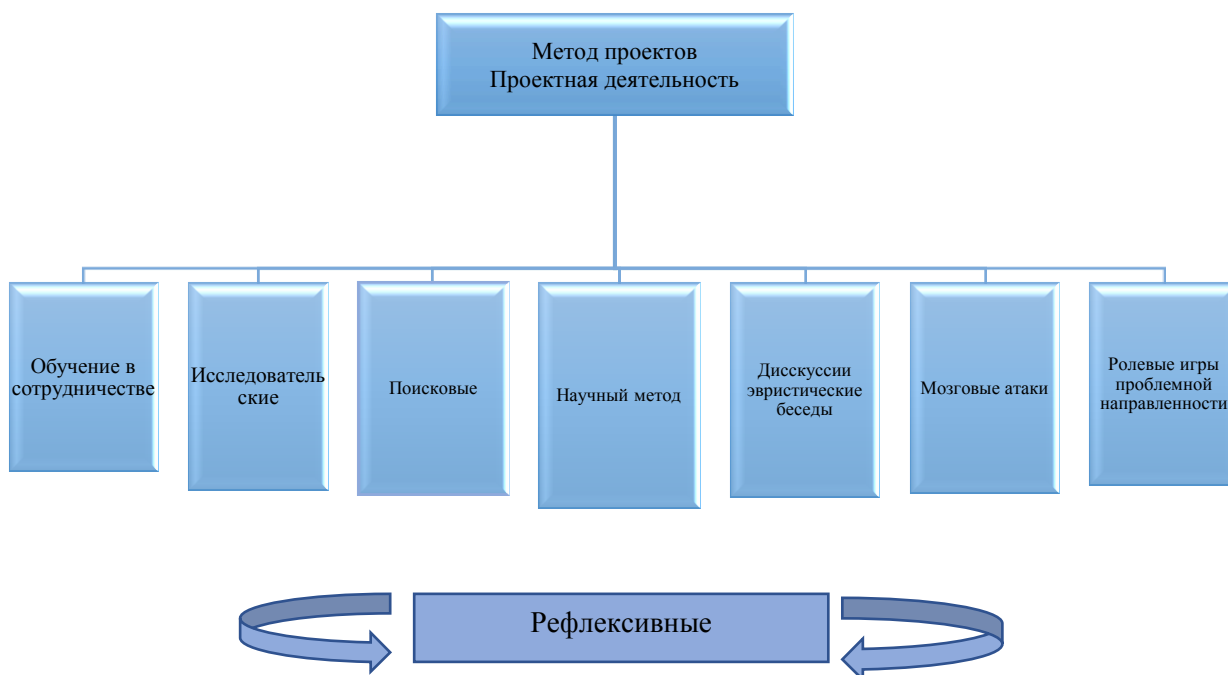 Метод проектов
Проектная деятельность
Обучение в
сотрудничестве
Исследователь
ские
Поисковые
Научный метод
Дисскуссии
эвристические
беседы
Мозговые атаки
Ролевые игры
проблемной
направленности
Рефлексивные